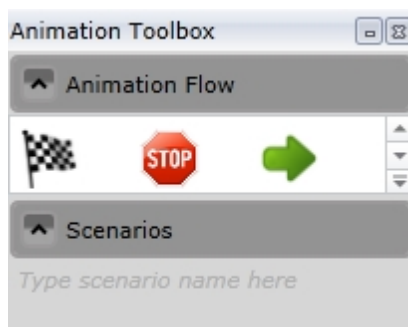 Animation Toolbox
Animation Flow
STOP
Scenarios
Type scenario name here